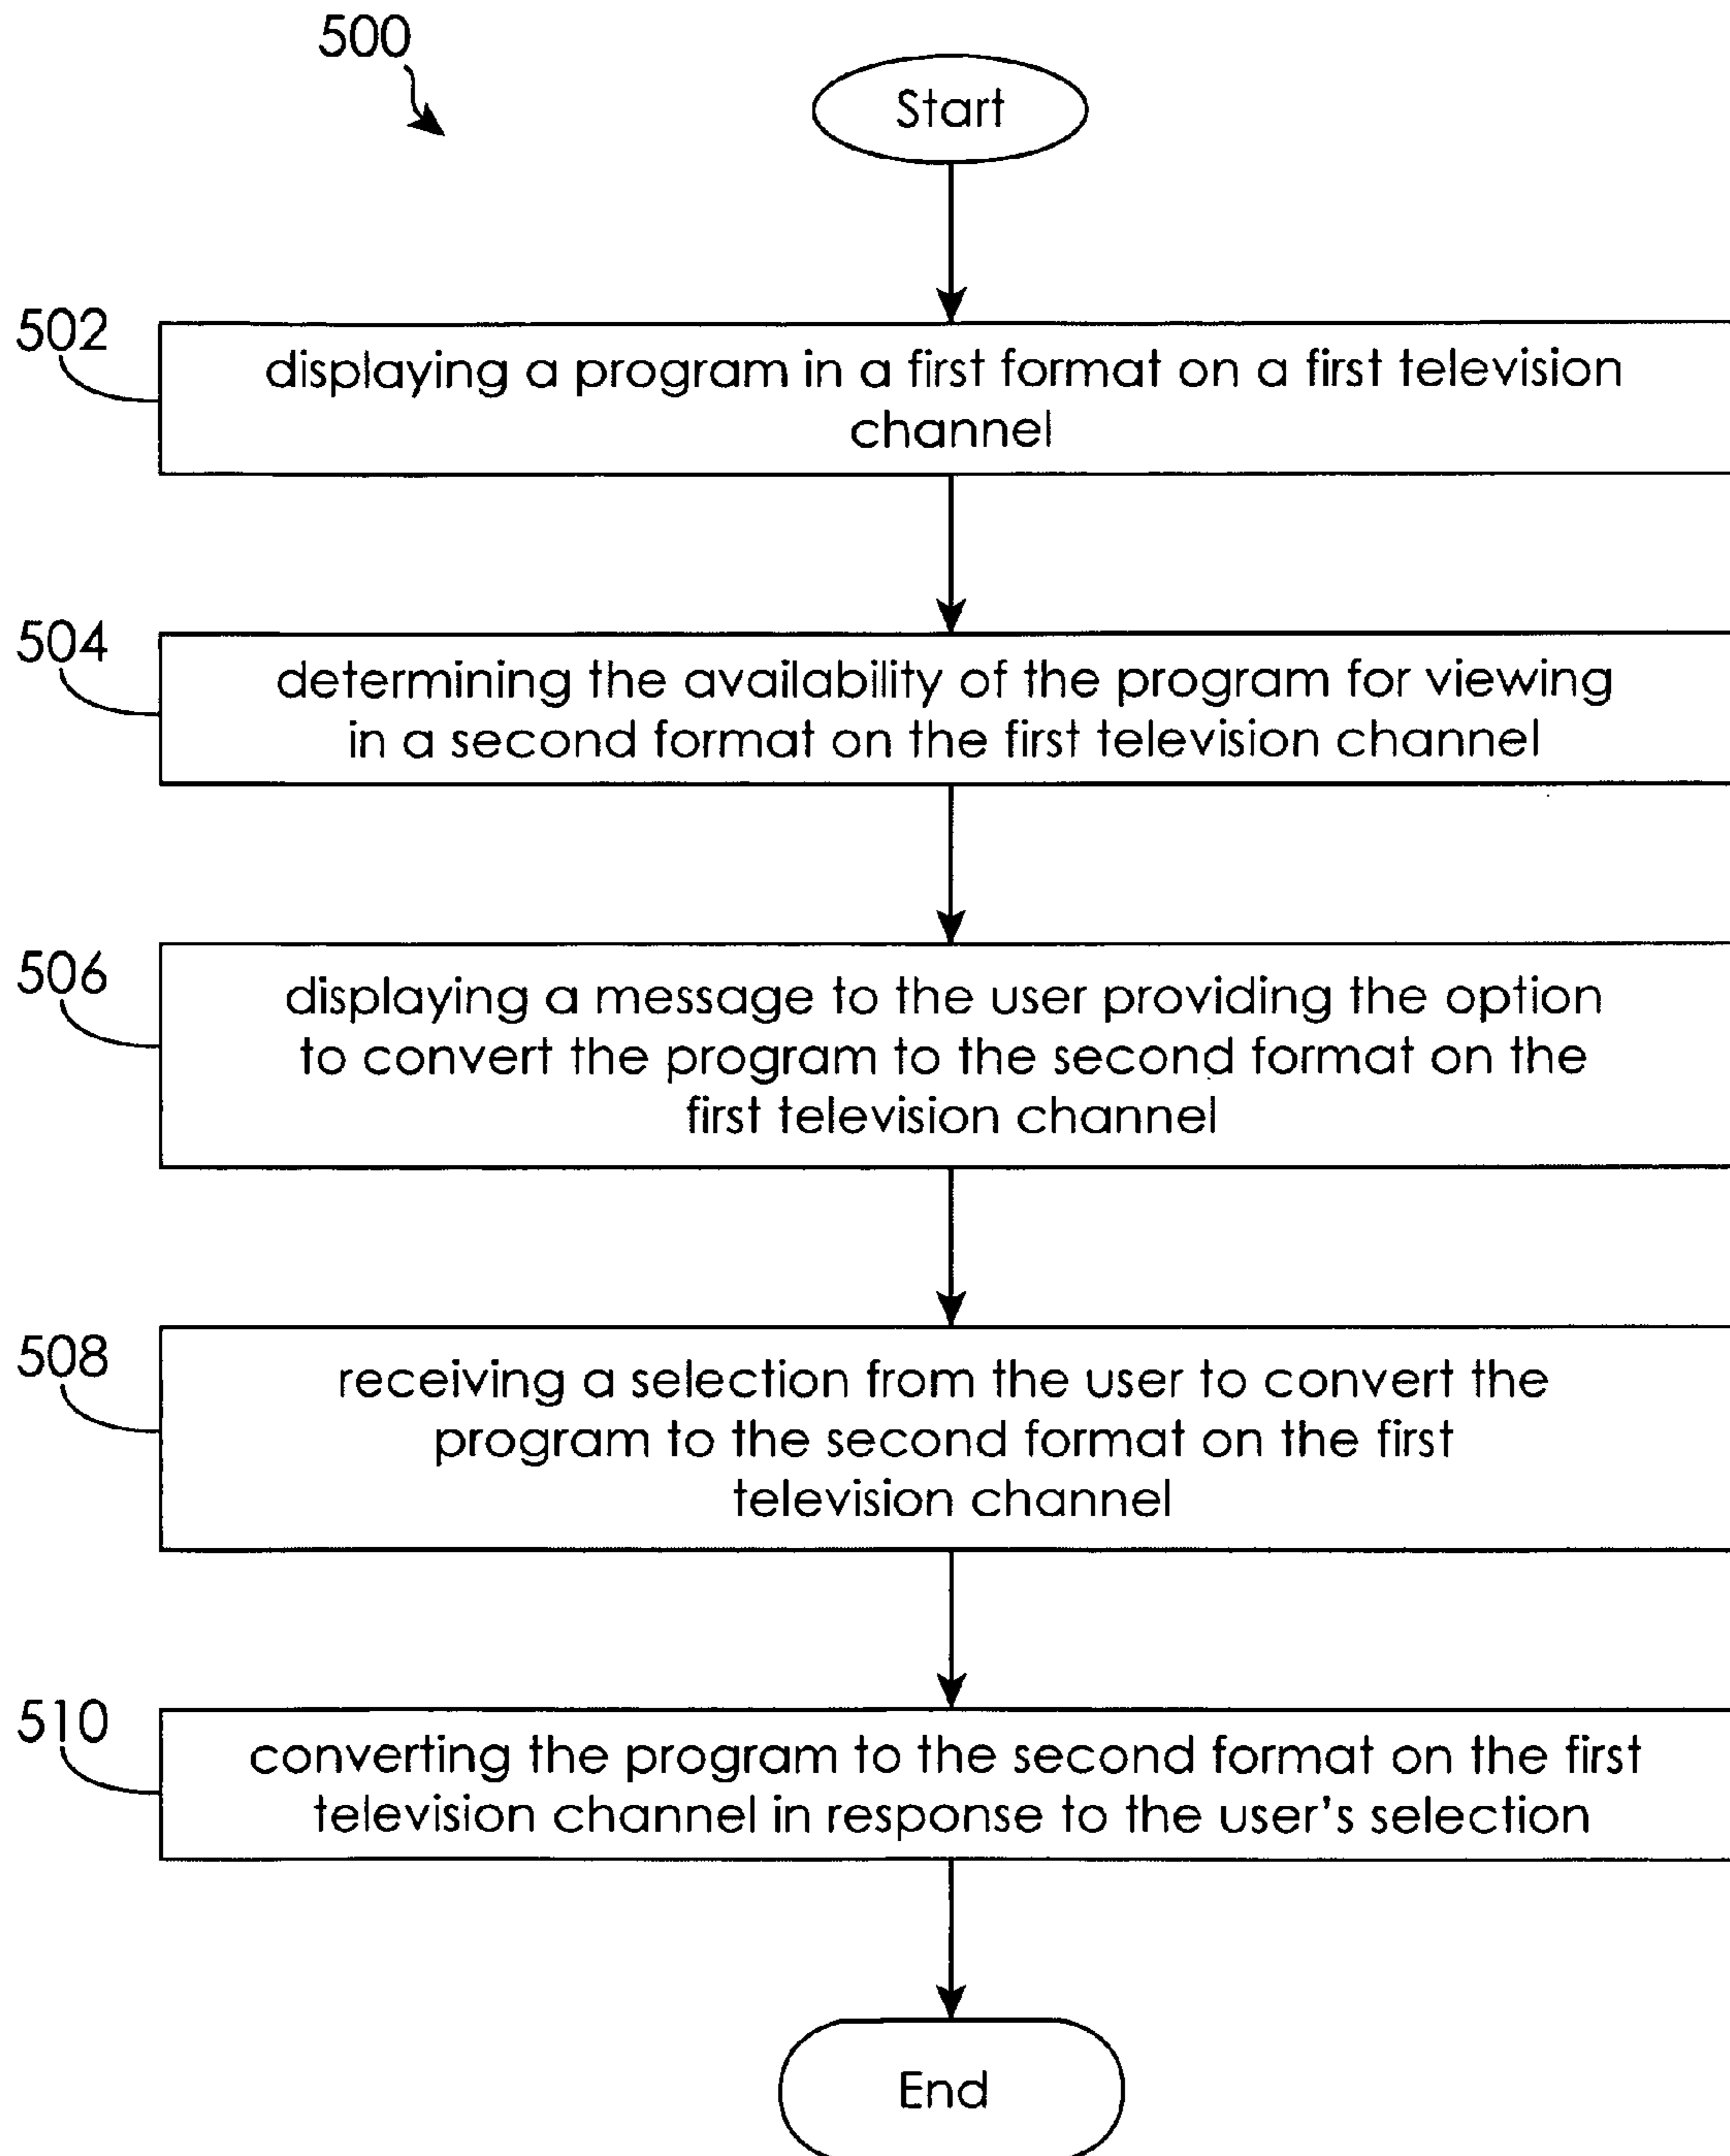 500
Start
502
displaying a program in a first format on a first television
channel
504
determining the availability of the program for viewing
in a second format on the first television channel
506
displaying a message to the user providing the option
to convert the program to the second format on the
first television channel
508
receiving a selection from the user to convert the
program to the second format on the first
television channel
510
converting the program to the second format on the first
television channel in response to the user's selection
End